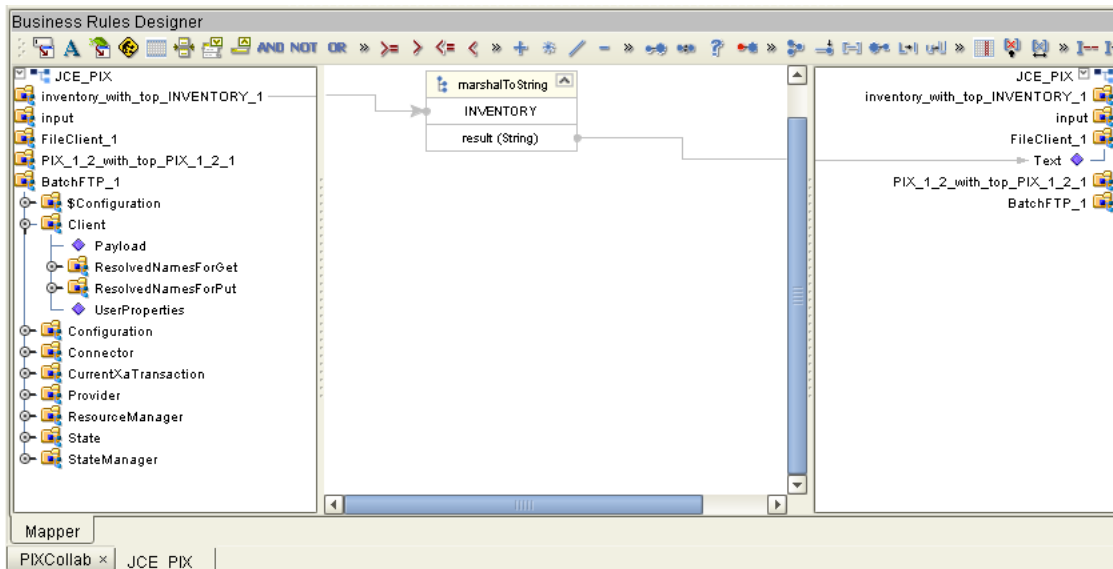 Business Rules Designer
A AND NOT OR » >= > <= < » + * / - » ? » » »
JCE_PIX
inventory_with_top_INVENTORY_1
input
FileClient_1
PIX_1_2_with_top_PIX_1_2_1
BatchFTP_1
$Configuration
Client
Payload
ResolvedNamesForGet
ResolvedNamesForPut
UserProperties
Configuration
Connector
CurrentXaTransaction
Provider
ResourceManager
State
StateManager
marshalToString
INVENTORY
result (String)
JCE_PIX
inventory_with_top_INVENTORY_1
input
FileClient_1
Text
PIX_1_2_with_top_PIX_1_2_1
BatchFTP_1
Mapper
PIXCollab × JCE_PIX